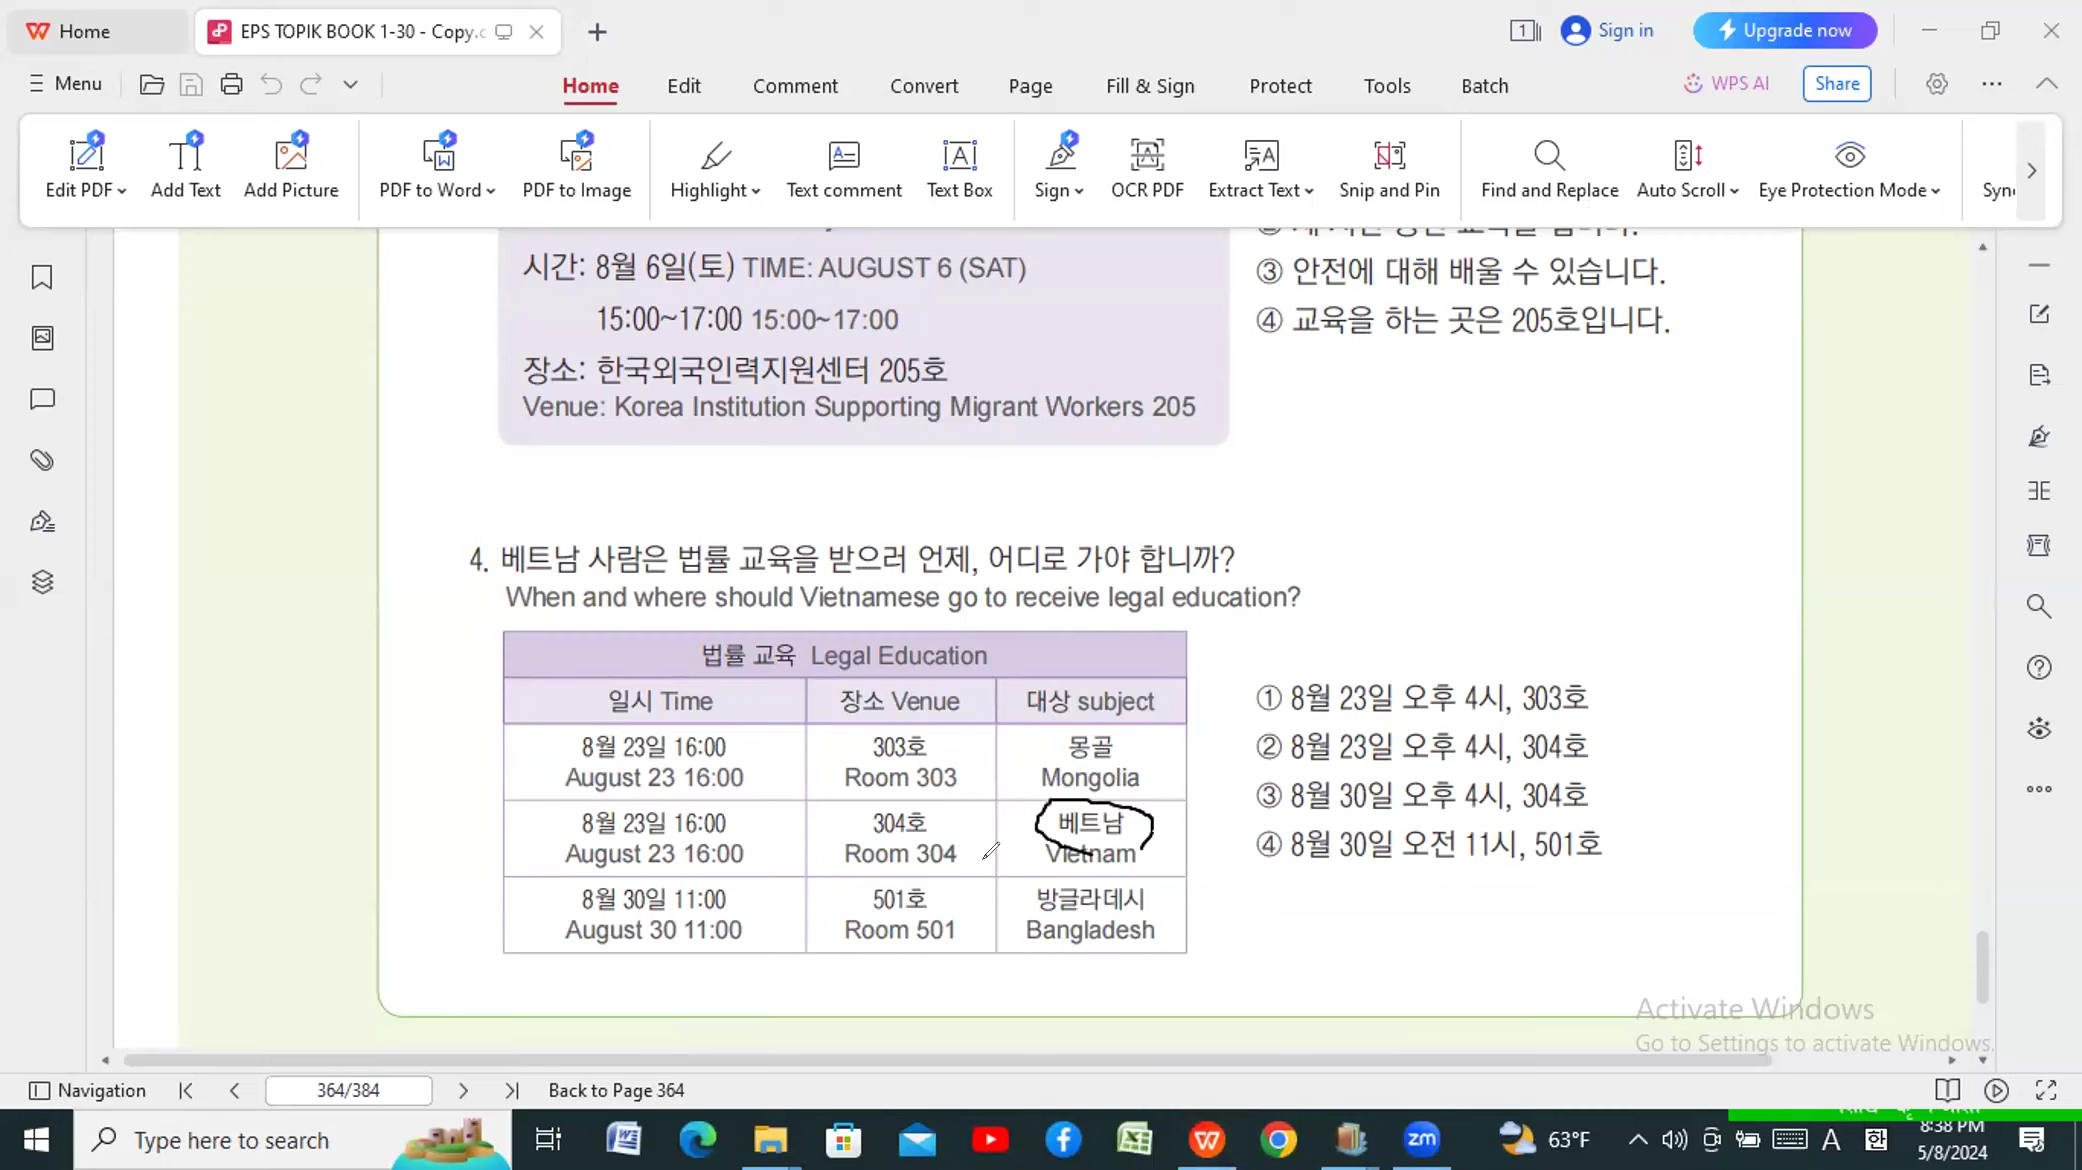 Home
EPS TOPIK BOOK 1-30 - Copy.
1
Sign in
Upgrade now
Menu
Home Edit Comment Convert Page Fill & Sign Protect Tools Batch
WPS AI
Share
Edit PDF Add Text Add Picture PDF to Word PDF to Image Highlight Text comment Text Box Sign OCR PDF Extract Text Snip and Pin Find and Replace Auto Scroll Eye Protection Mode
시간: 8월 6일(토) TIME: AUGUST 6 (SAT)
15:00~17:00 15:00~17:00
장소: 한국외국인력지원센터 205호
Venue: Korea Institution Supporting Migrant Workers 205
③ 안전에 대해 배울 수 있습니다.
④ 교육을 하는 곳은 205호입니다.
4. 베트남 사람은 법률 교육을 받으러 언제, 어디로 가야 합니까?
When and where should Vietnamese go to receive legal education?
법률 교육 Legal Education
일시 Time 장소 Venue 대상 subject
8월 23일 16:00 303호 몽골
August 23 16:00 Room 303 Mongolia
8월 23일 16:00 304호 베트남
August 23 16:00 Room 304 Vietnam
8월 30일 11:00 501호 방글라데시
August 30 11:00 Room 501 Bangladesh
① 8월 23일 오후 4시, 303호
② 8월 23일 오후 4시, 304호
③ 8월 30일 오후 4시, 304호
④ 8월 30일 오전 11시, 501호
Activate Windows
Go to Settings to activate Windows.
Navigation
364/384
Back to Page 364
Type here to search
63°F
A
한
8:38 PM
5/8/2024